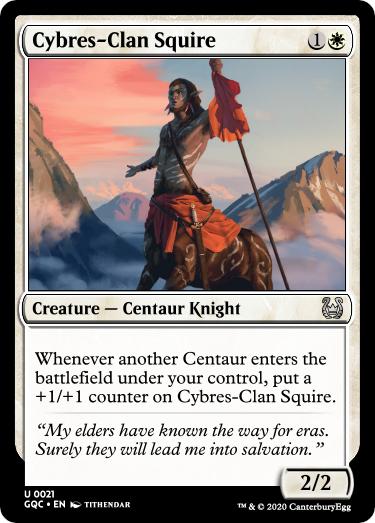 Cybres-Clan Squire 1
Creature — Centaur Knight
Whenever another Centaur enters the
battlefield under your control, put a
+1/+1 counter on Cybres-Clan Squire.
“My elders have known the way for eras.
Surely they will lead me into salvation.”
2/2
U 0021
GQC • EN TITHENDAR
™ & © 2020 CanterburyEgg